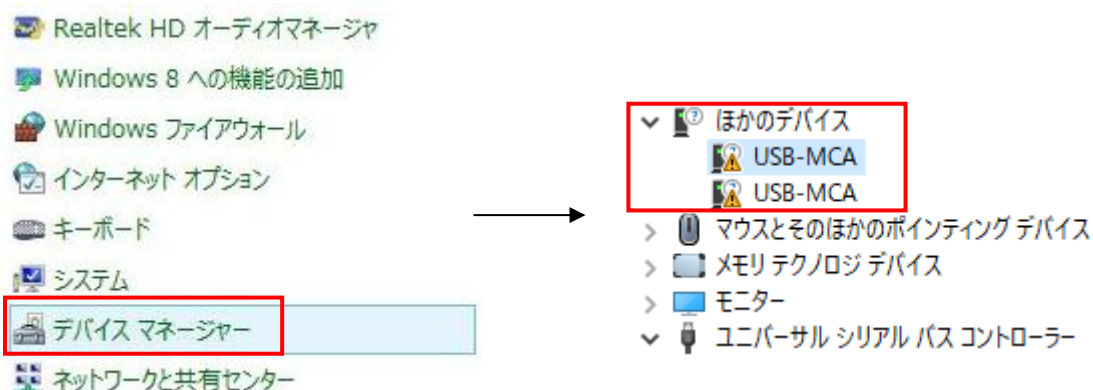 Realtek HD オーディオマネージャ
Windows 8 への機能の追加
Windows ファイアウォール
インターネット オプション
キーボード
システム
デバイス マネージャー
ネットワークと共有センター
ほかのデバイス
USB-MCA
USB-MCA
マウスとそのほかのポインティング デバイス
メモリ テクノロジ デバイス
モニター
ユニバーサル シリアル バス コントローラー